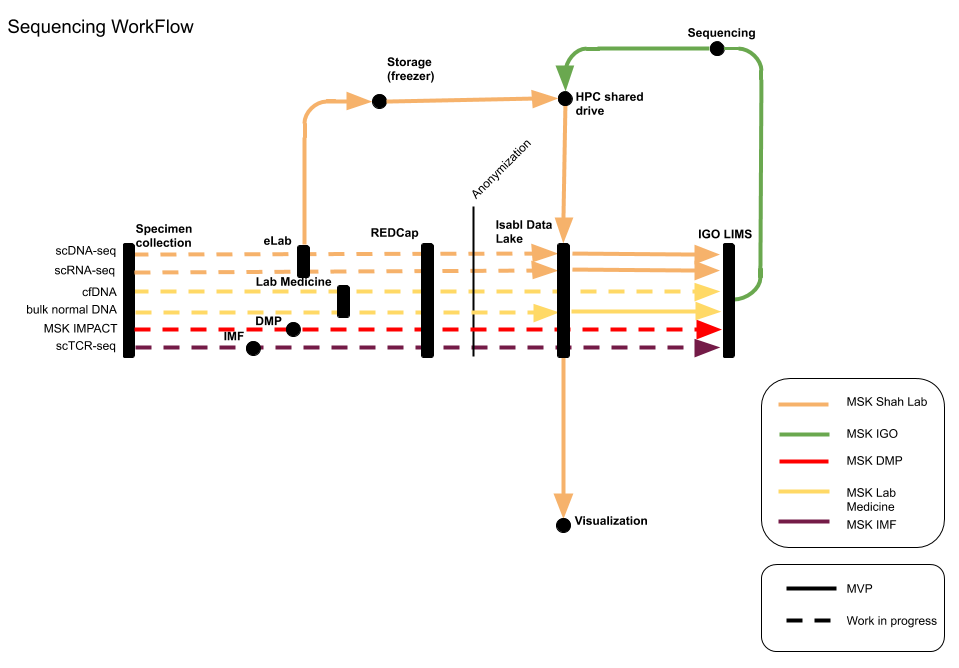 Sequencing WorkFlow
Sequencing
Storage
(freezer)
HPC shared
drive
Anonymization
Specimen
collection
eLab
REDCap
Isabl Data
Lake
IGO LIMS
scDNA-seq
scRNA-seq
Lab Medicine
cfDNA
bulk normal DNA
DMP
MSK IMPACT
IMF
scTCR-seq
Visualization
MSK Shah Lab
MSK IGO
MSK DMP
MSK Lab
Medicine
MSK IMF
MVP
Work in progress